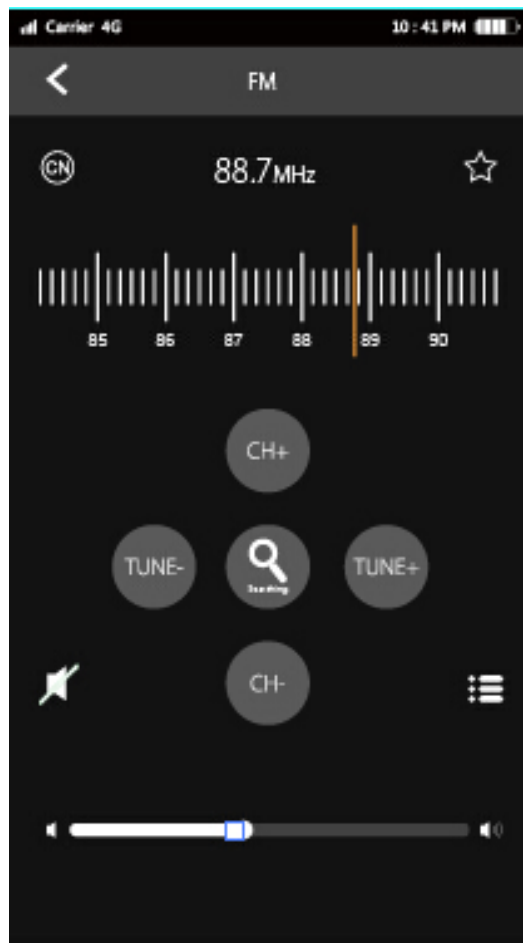 Carrier 4G 10:41 PM
FM
CN 88.7MHz
85 86 87 88 89 90
CH+
TUNE- TUNE+
CH-